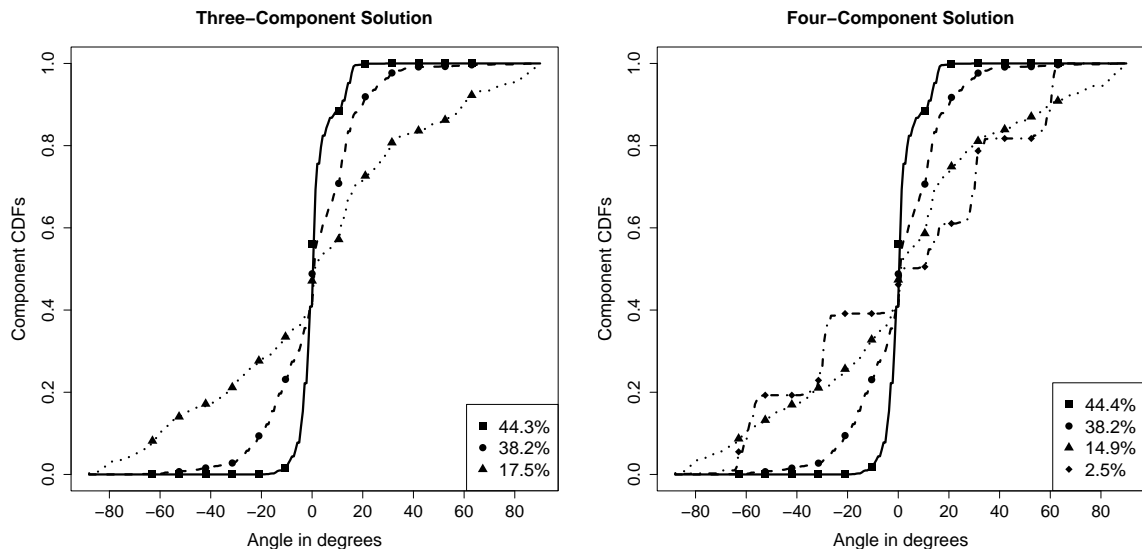 Three−Component Solution
Component CDFs
1.0
0.8
0.6
0.4
0.2
0.0
−80 −60 −40 −20 0 20 40 60 80
Angle in degrees
44.3%
38.2%
17.5%
Four−Component Solution
Component CDFs
1.0
0.8
0.6
0.4
0.2
0.0
−80 −60 −40 −20 0 20 40 60 80
Angle in degrees
44.4%
38.2%
14.9%
2.5%